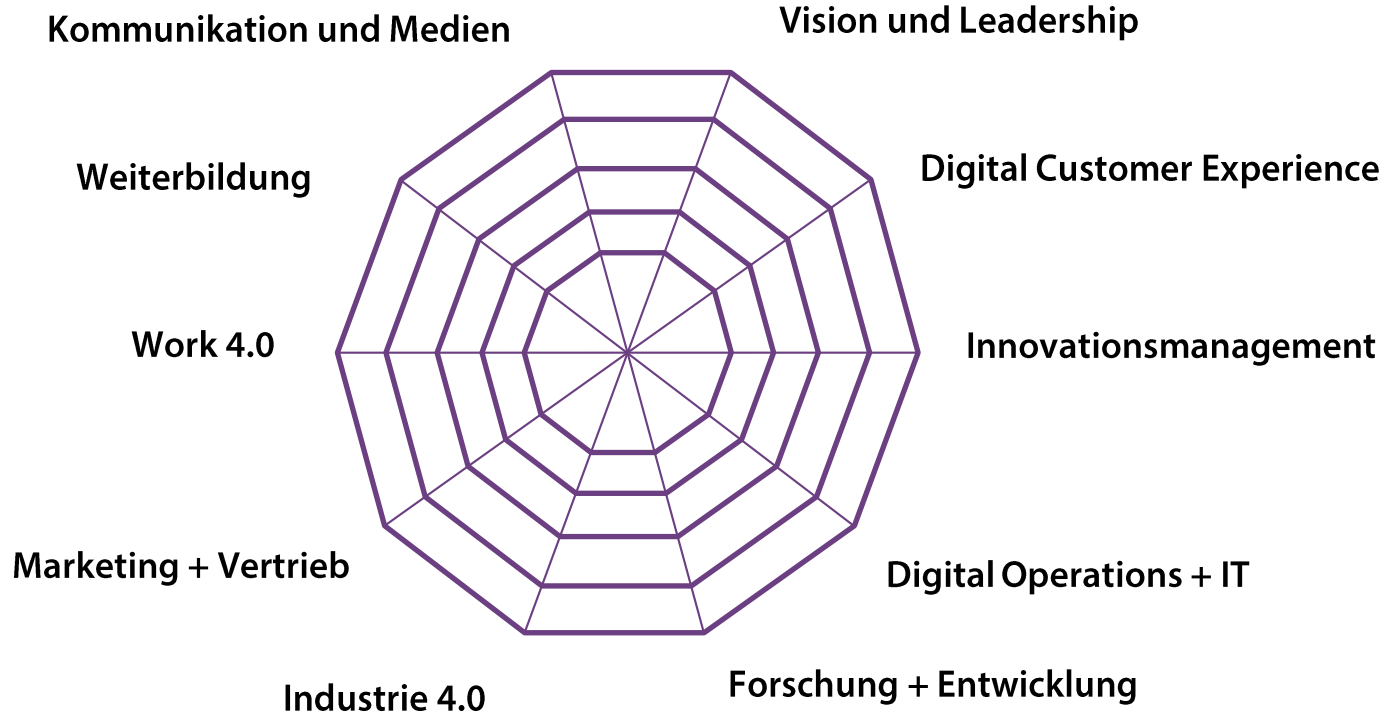 Kommunikation und Medien
Vision und Leadership
Weiterbildung
Digital Customer Experience
Work 4.0
Innovationsmanagement
Marketing + Vertrieb
Digital Operations + IT
Industrie 4.0
Forschung + Entwicklung